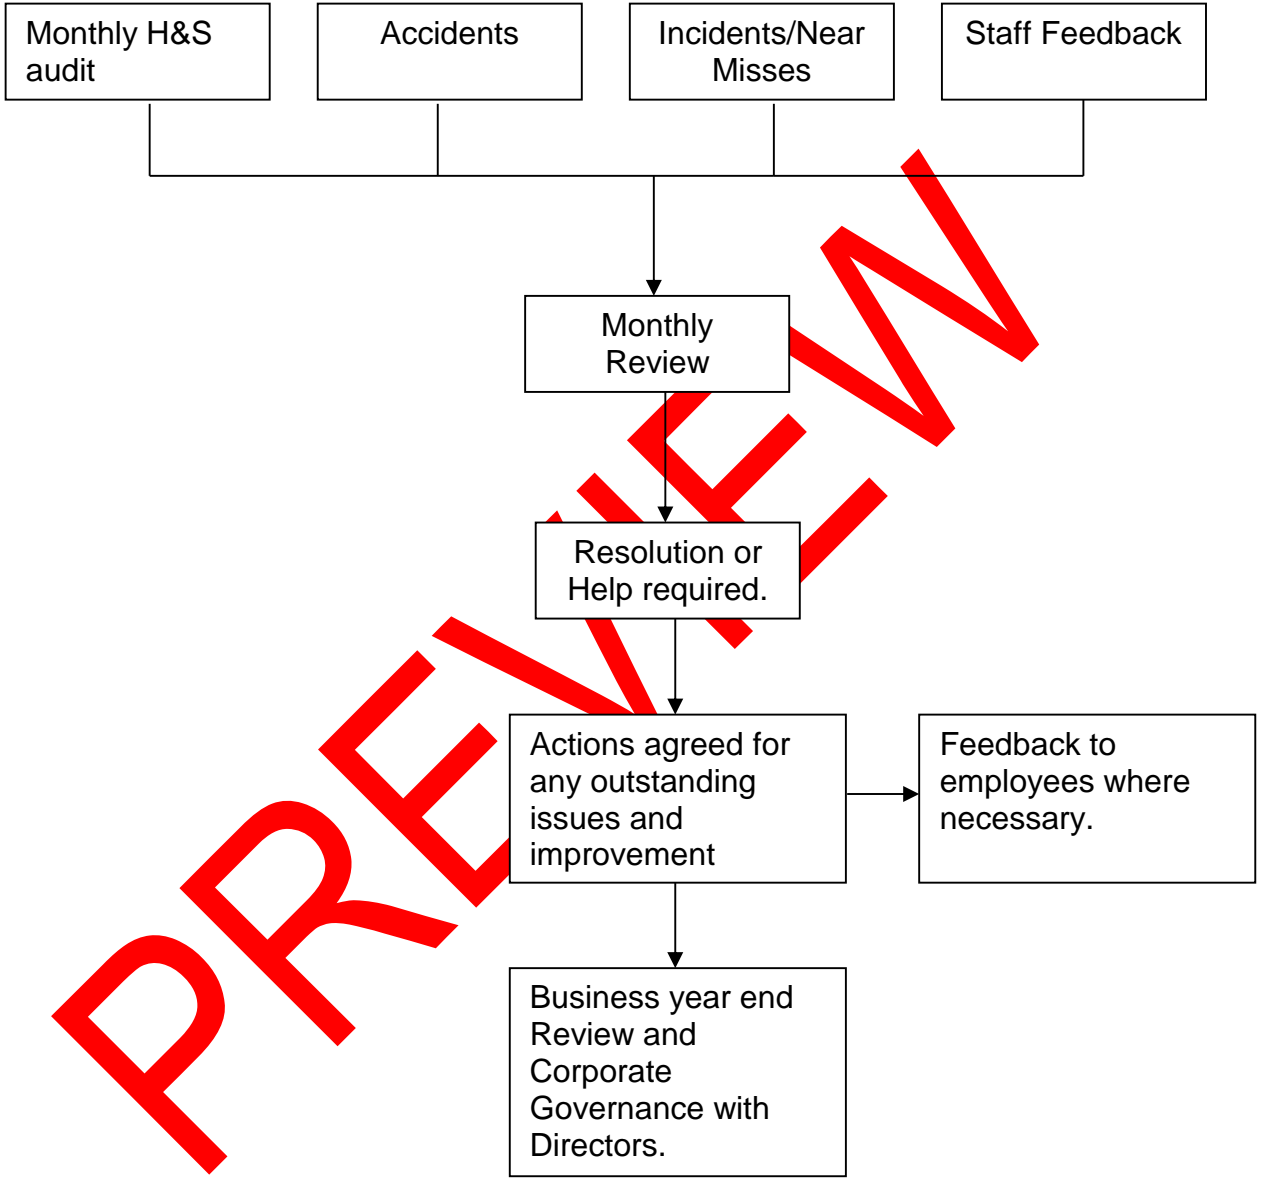 Monthly H&S
audit
Accidents
Incidents/Near
Misses
Staff Feedback
Monthly
Review
Resolution or
Help required.
Actions agreed for
any outstanding
issues and
improvement
Feedback to
employees where
necessary.
Business year end
Review and
Corporate
Governance with
Directors.
PREVIEW